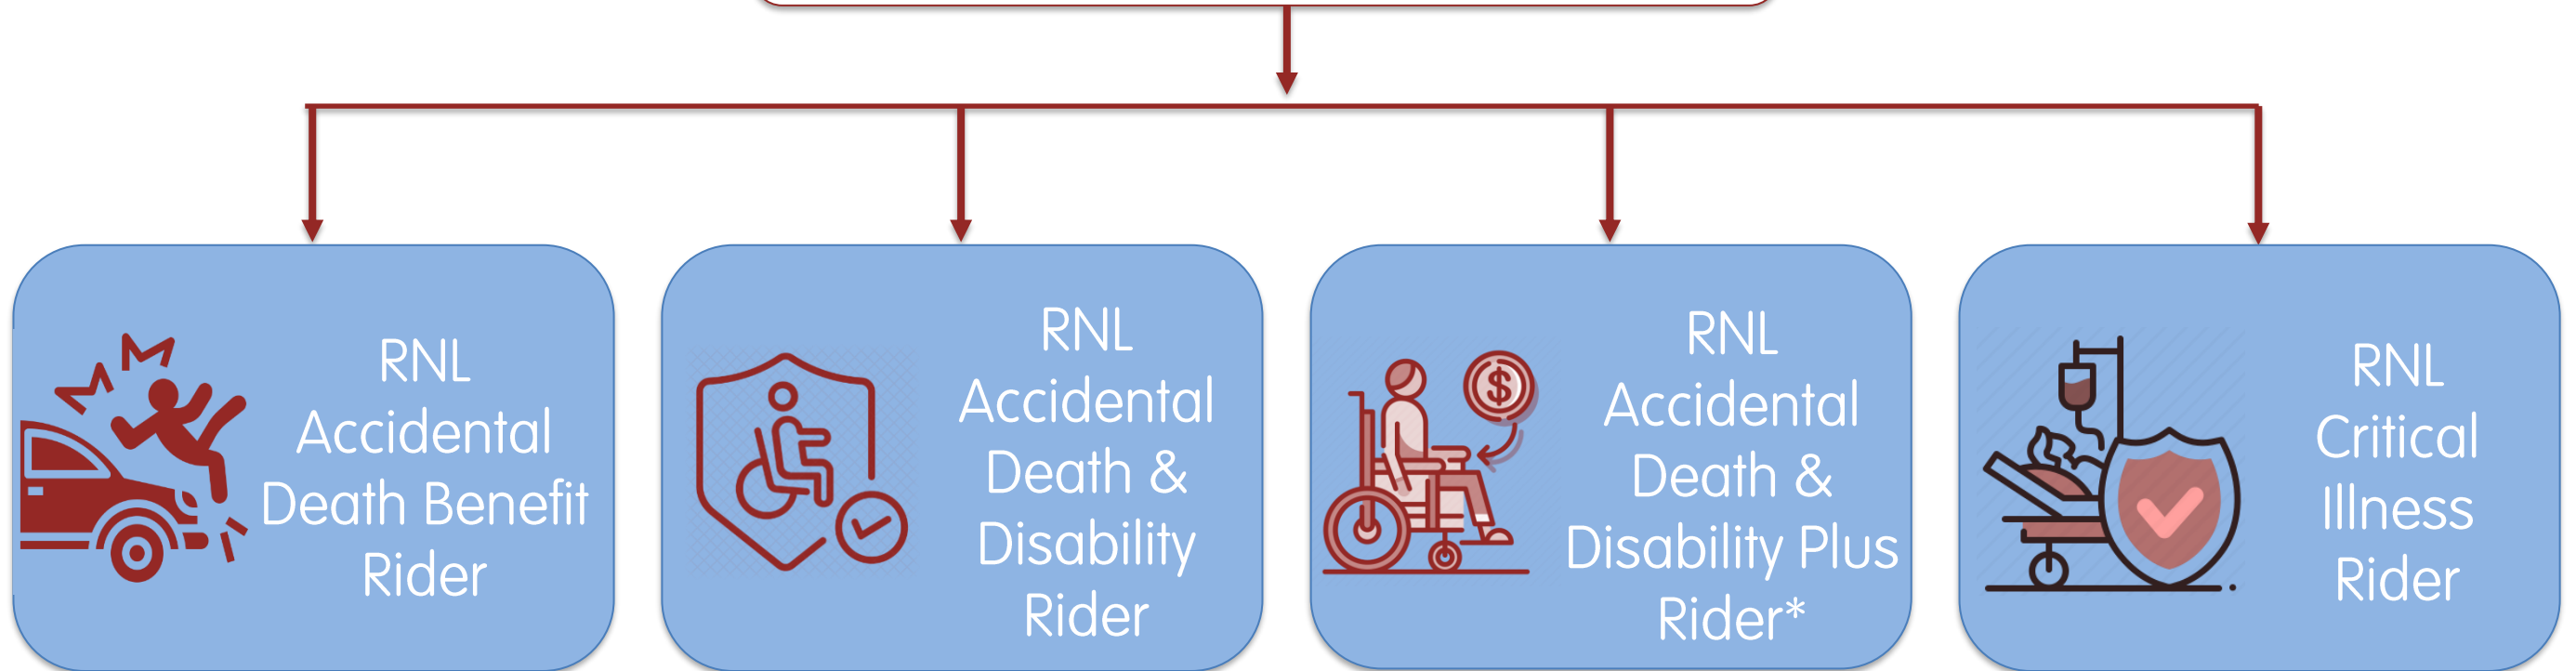 RNL
Accidental
Death Benefit
Rider
RNL
Accidental
Death &
Disability
Rider
$
RNL
Accidental
Death &
Disability Plus
Rider*
RNL
Critical
Illness
Rider